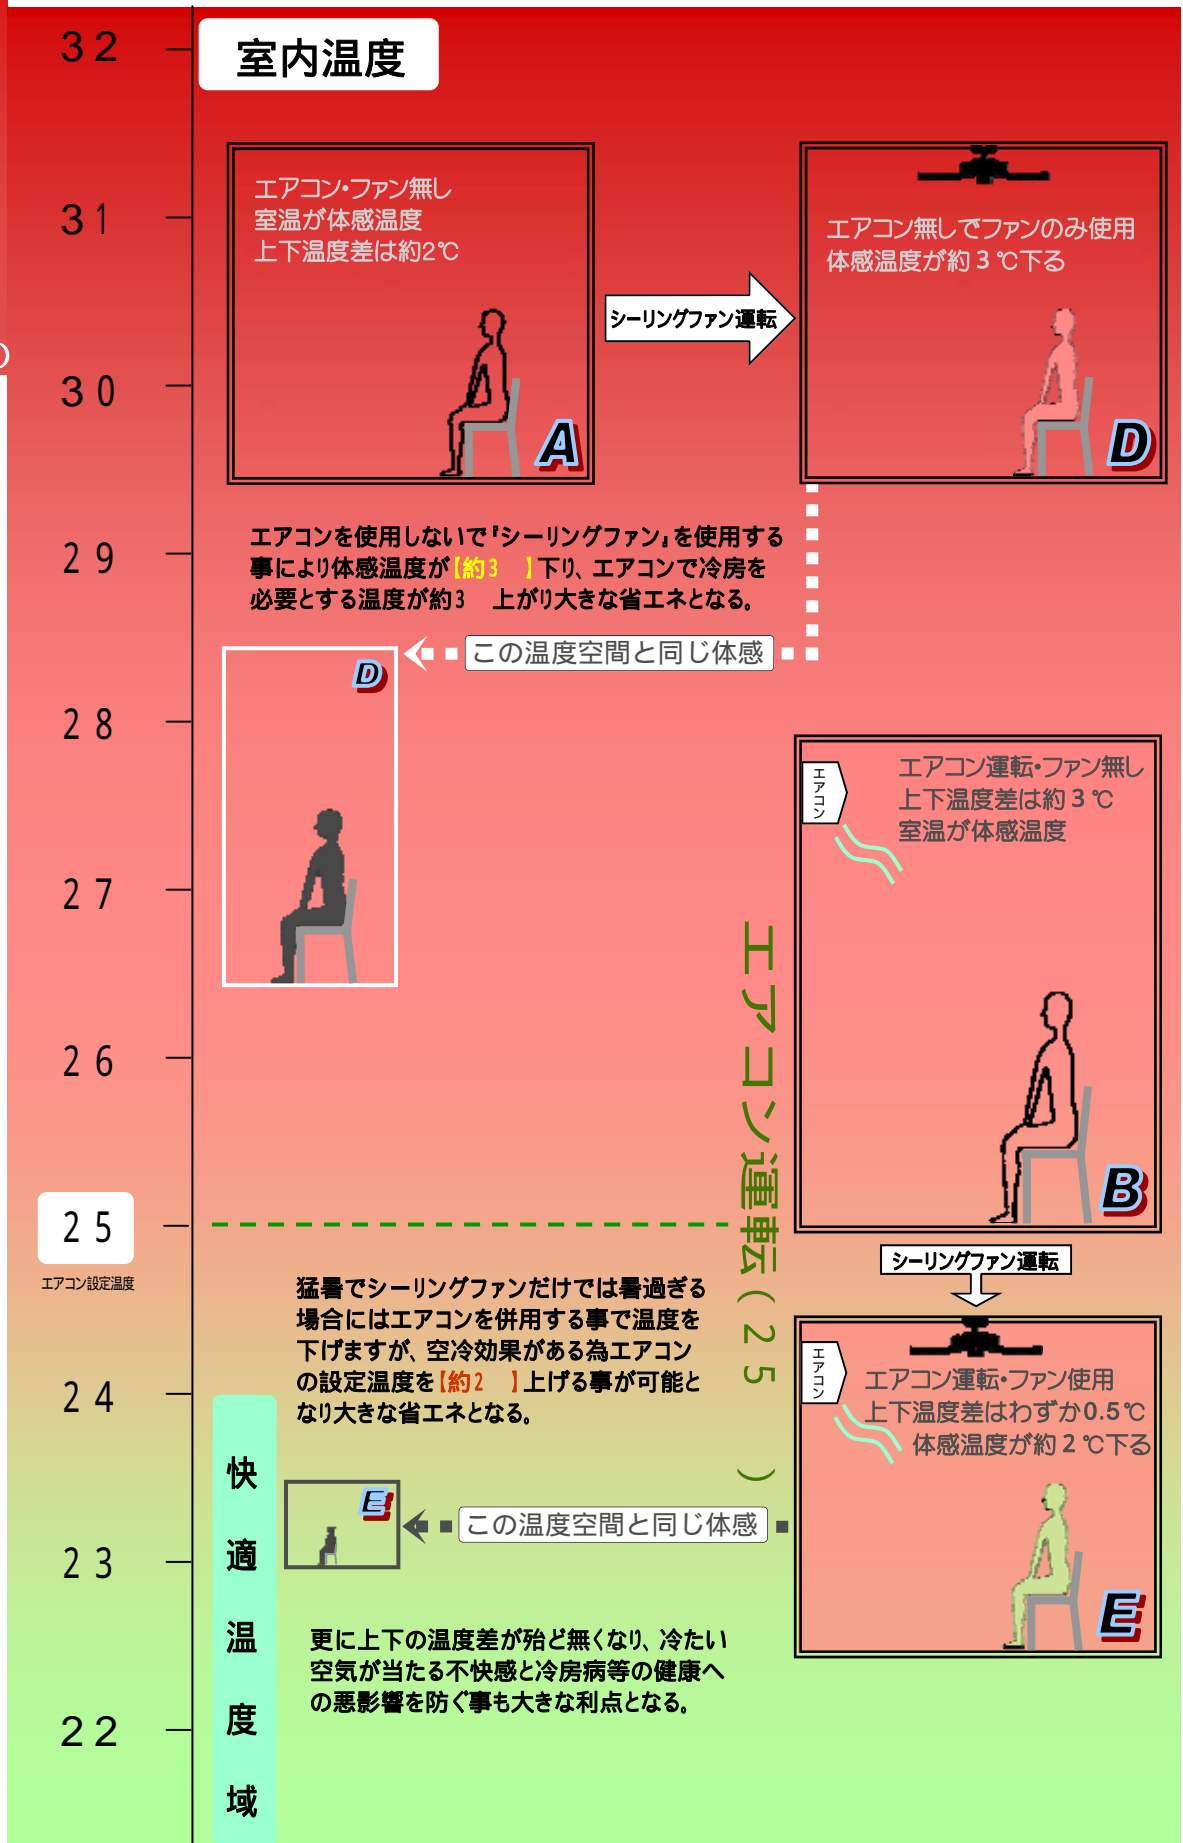 32
室内温度
エアコン・ファン無し
室温が体感温度
上下温度差は約2℃
31
エアコン無しでファンのみ使用
体感温度が約3℃下る
シーリングファン運転
)
30
A
D
エアコンを使用しないで『シーリングファン』を使用する
事により体感温度が【約3　】下り、エアコンで冷房を
必要とする温度が約3　上がり大きな省エネとなる。
29
この温度空間と同じ体感
D
28
エアコン
エアコン運転・ファン無し
上下温度差は約3℃
室温が体感温度
27
26
エアコン運転(25　)
B
25
エアコン設定温度
シーリングファン運転
猛暑でシーリングファンだけでは暑過ぎる
場合にはエアコンを併用する事で温度を
下げますが、空冷効果がある為エアコン
の設定温度を【約2　】上げる事が可能と
なり大きな省エネとなる。
エアコン
エアコン運転・ファン使用
上下温度差はわずか0.5℃
体感温度が約2℃下る
24
快適温度域
E
この温度空間と同じ体感
23
E
更に上下の温度差が殆ど無くなり、冷たい
空気が当たる不快感と冷房病等の健康へ
の悪影響を防ぐ事も大きな利点となる。
22